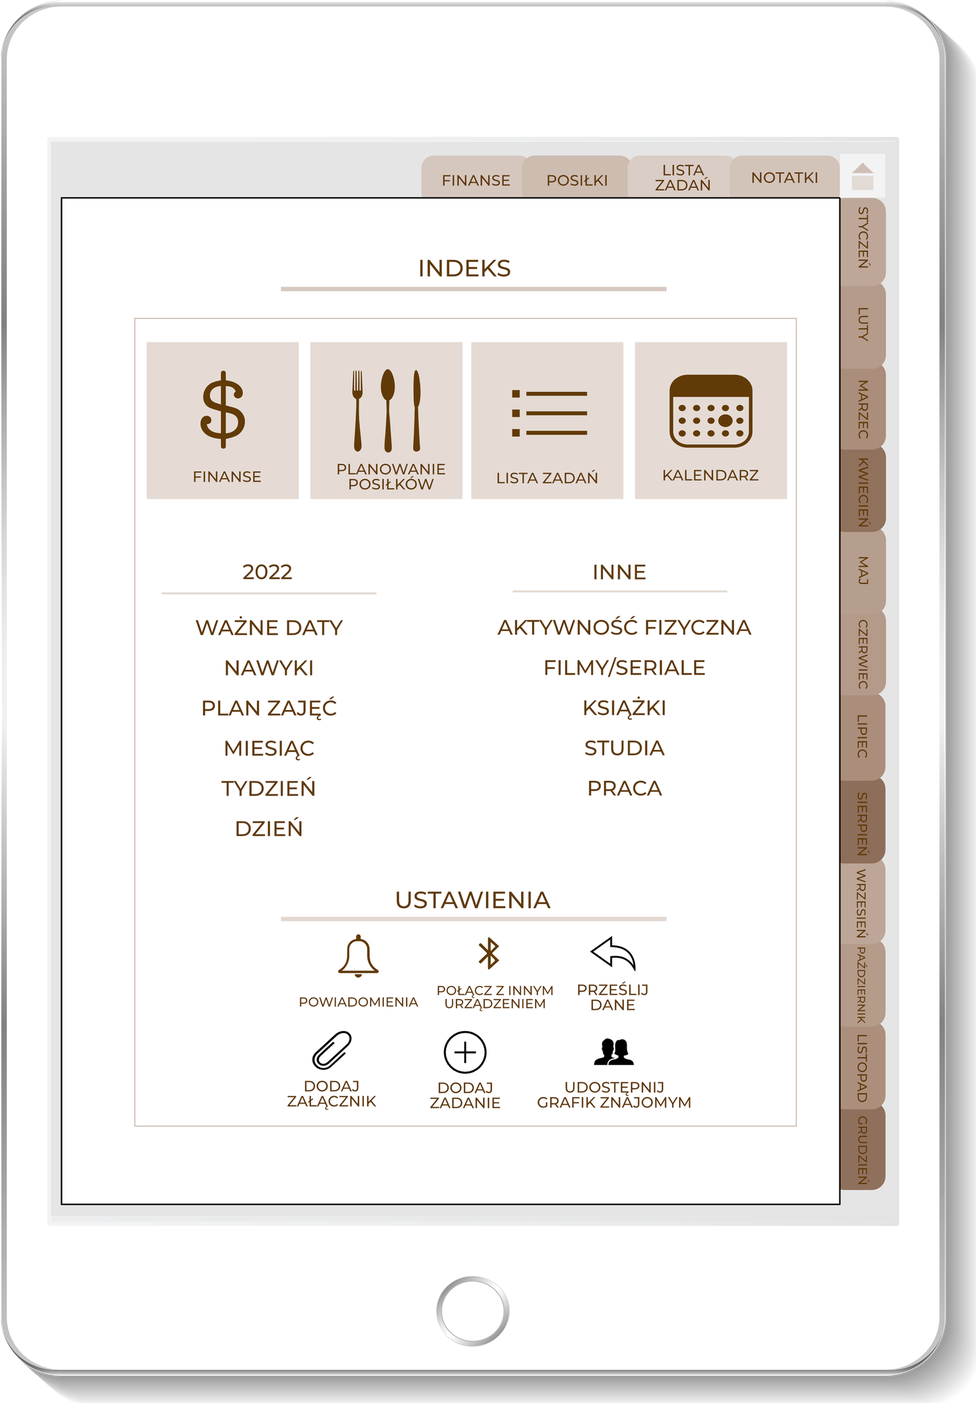 FINANSE
POSIŁKI
LISTA
ZADAŃ
NOTATKI
INDEKS
FINANSE
PLANOWANIE
POSIŁKÓW
LISTA ZADAŃ
KALENDARZ
2022
WAŻNE DATY
NAWYKI
PLAN ZAJĘĆ
MIESIĄC
TYDZIEŃ
DZIEŃ
INNE
AKTYWNOŚĆ FIZYCZNA
FILMY/SERIALE
KSIĄŻKI
STUDIA
PRACA
USTAWIENIA
POWIADOMIENIA
POŁĄCZ Z INNYM
URZĄDZENIEM
PRZEŚLIJ
DANE
DODAJ
ZAŁĄCZNIK
DODAJ
ZADANIE
UDOSTĘPNIJ
GRAFIK ZNAJOMYM
STYCZEŃ
LUTY
MARZEC
KWIECIEŃ
MAJ
CZERWIEC
LIPIEC
SIERPIEŃ
WRZESIEŃ
PAŹDZIERNIK
LISTOPAD
GRUDZIEŃ